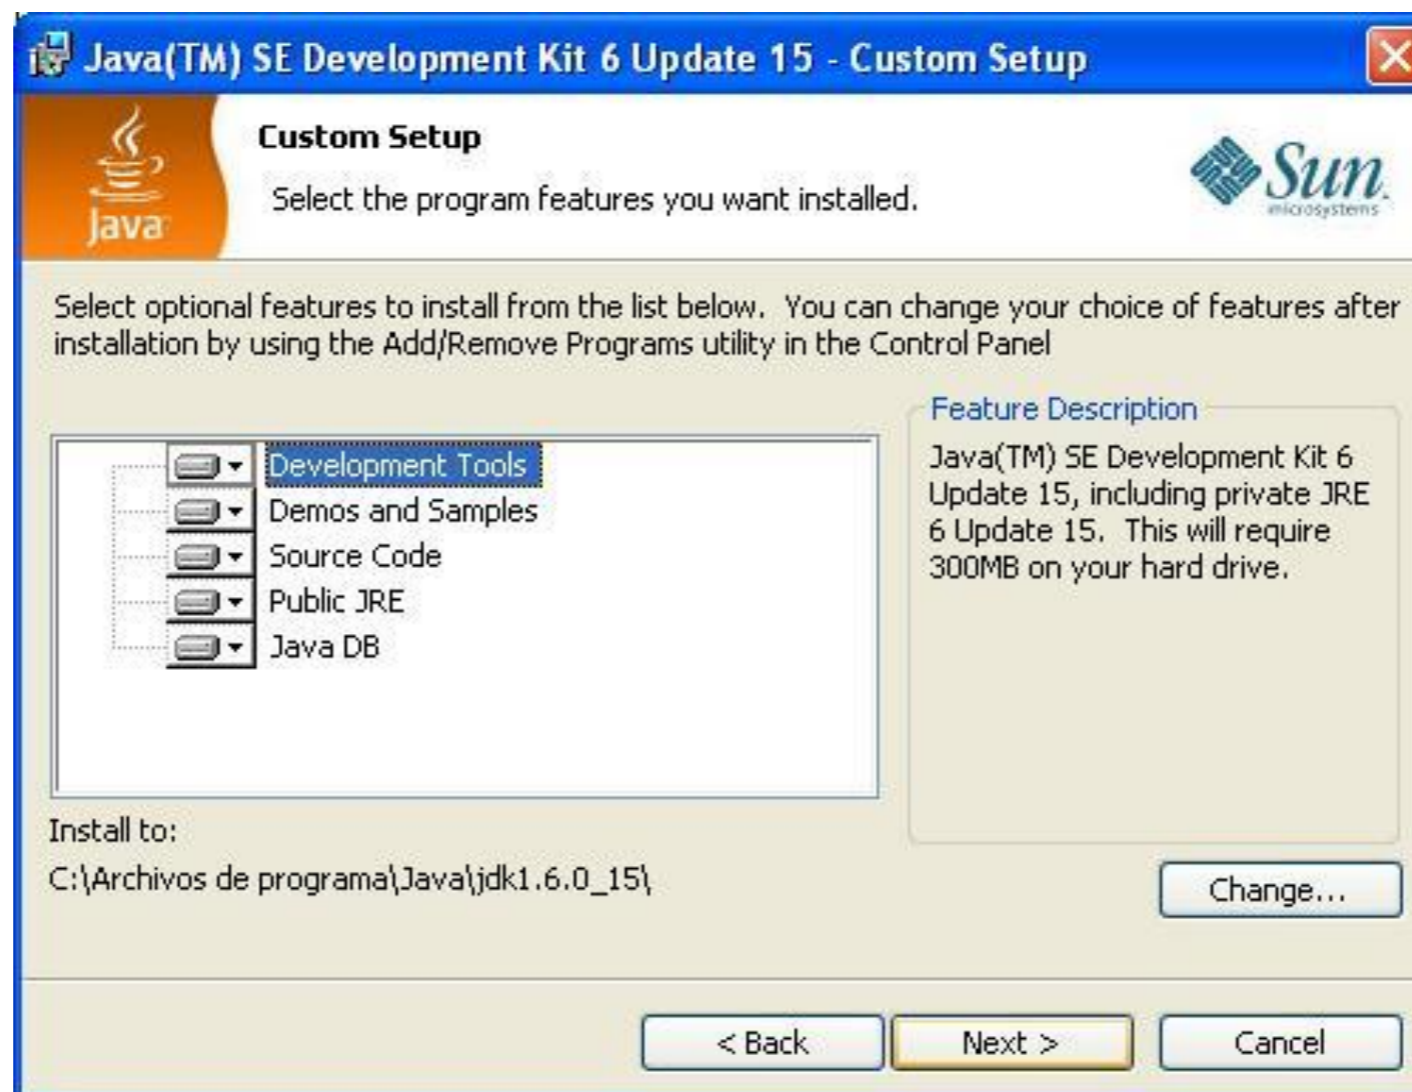 Java(TM) SE Development Kit 6 Update 15 - Custom Setup
Java
Custom Setup
Select the program features you want installed.
Sun
microsystems
Select optional features to install from the list below.  You can change your choice of features after
installation by using the Add/Remove Programs utility in the Control Panel
Development Tools
Demos and Samples
Source Code
Public JRE
Java DB
Feature Description
Java(TM) SE Development Kit 6
Update 15, including private JRE
6 Update 15.  This will require
300MB on your hard drive.
Install to:
C:\Archivos de programa\Java\jdk1.6.0_15\
Change...
< Back
Next >
Cancel